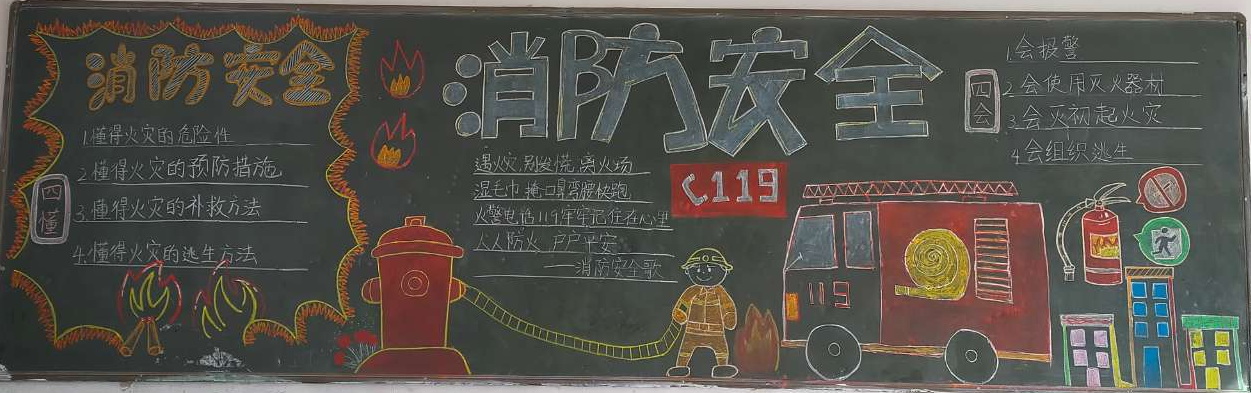 消防安全
四懂
1.懂得火灾的危险性
2.懂得火灾的预防措施
3.懂得火灾的补救方法
4.懂得火灾的逃生方法
消防安全
遇火灾,别发慌,离火场
湿毛巾 掩口鼻弯腰快跑
火警电话119牢牢记住在心里
人人防火 户户平安
——消防安全歌
119
119
四会
1.会报警
2.会使用灭火器材
3.会灭初起火灾
4.会组织逃生